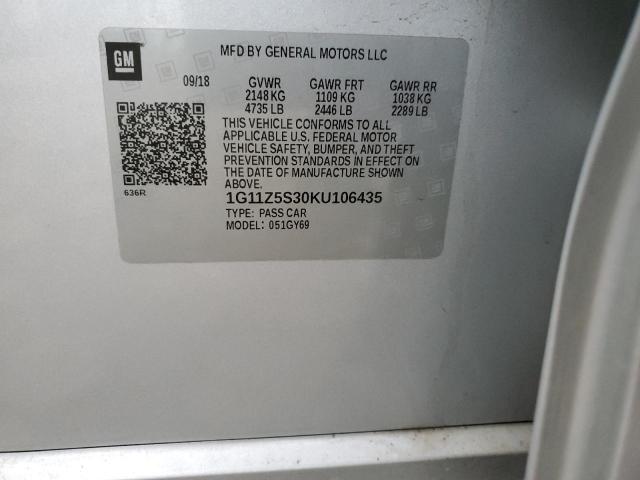 GM
MFD BY GENERAL MOTORS LLC
09/18 GVWR GAWR FRT GAWR RR
2148 KG 1109 KG 1038 KG
4735 LB 2446 LB 2289 LB
THIS VEHICLE CONFORMS TO ALL
APPLICABLE U.S. FEDERAL MOTOR
VEHICLE SAFETY, BUMPER, AND THEFT
PREVENTION STANDARDS IN EFFECT ON
THE DATE OF MANUFACTURE SHOWN
ABOVE.
636R
1G11Z5S30KU106435
TYPE: PASS CAR
MODEL: 051GY69